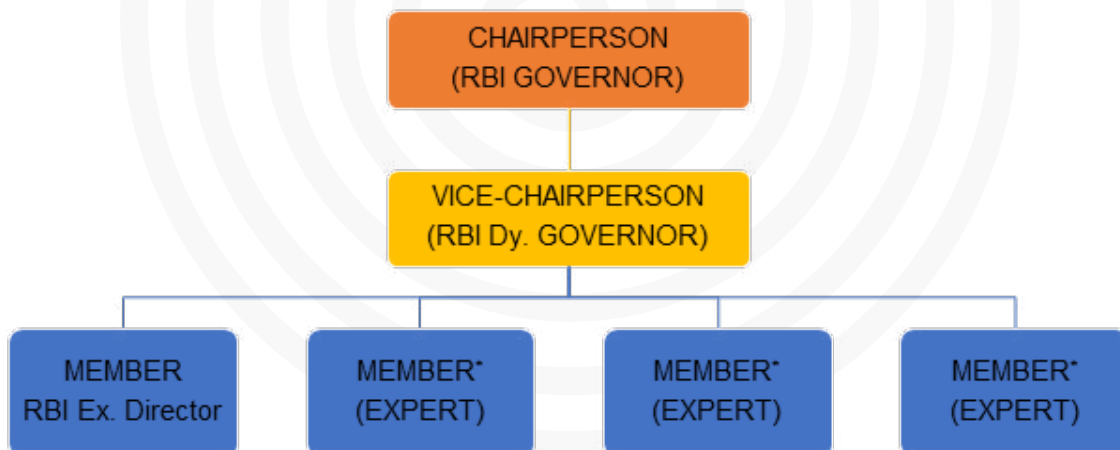 CHAIRPERSON
(RBI GOVERNOR)
VICE-CHAIRPERSON
(RBI Dy. GOVERNOR)
MEMBER
RBI Ex. Director
MEMBER*
(EXPERT)
MEMBER*
(EXPERT)
MEMBER*
(EXPERT)